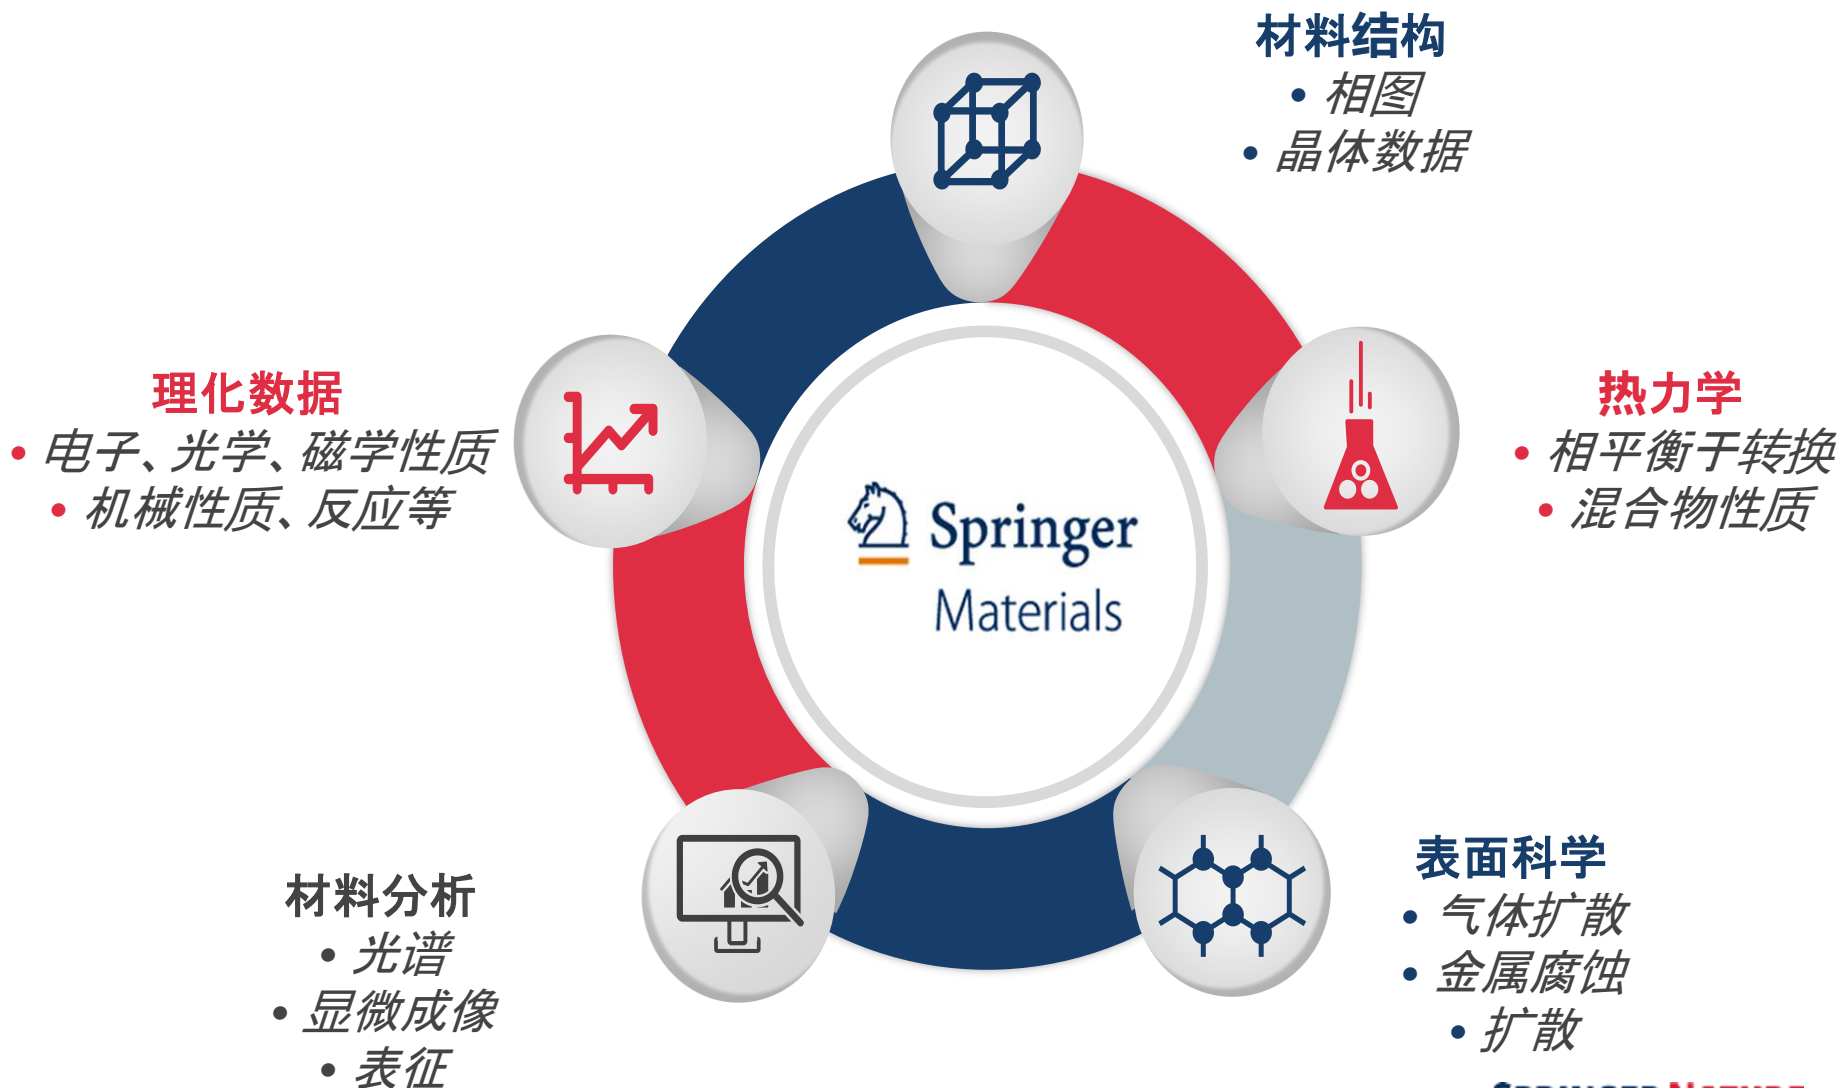 材料结构
• 相图
• 晶体数据
理化数据
• 电子、光学、磁学性质
• 机械性质、反应等
热力学
• 相平衡于转换
• 混合物性质
Springer
Materials
材料分析
• 光谱
• 显微成像
• 表征
表面科学
• 气体扩散
• 金属腐蚀
• 扩散
SPRINGER NATURE